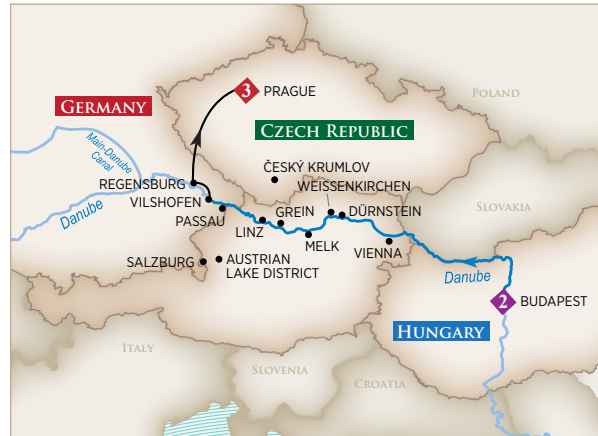 POLAND
3
PRAGUE
GERMANY
CZECH REPUBLIC
Main-Danube
Canal
ČESKÝ KRUMLOV
REGENSBURG
WEISSENKIRCHEN
VILSHOFEN
SLOVAKIA
Danube
PASSAU
GREIN
DÜRNSTEIN
LINZ
MELK
VIENNA
SALZBURG
AUSTRIAN
LAKE DISTRICT
Danube
2
BUDAPEST
HUNGARY
ITALY
SLOVENIA
CROATIA